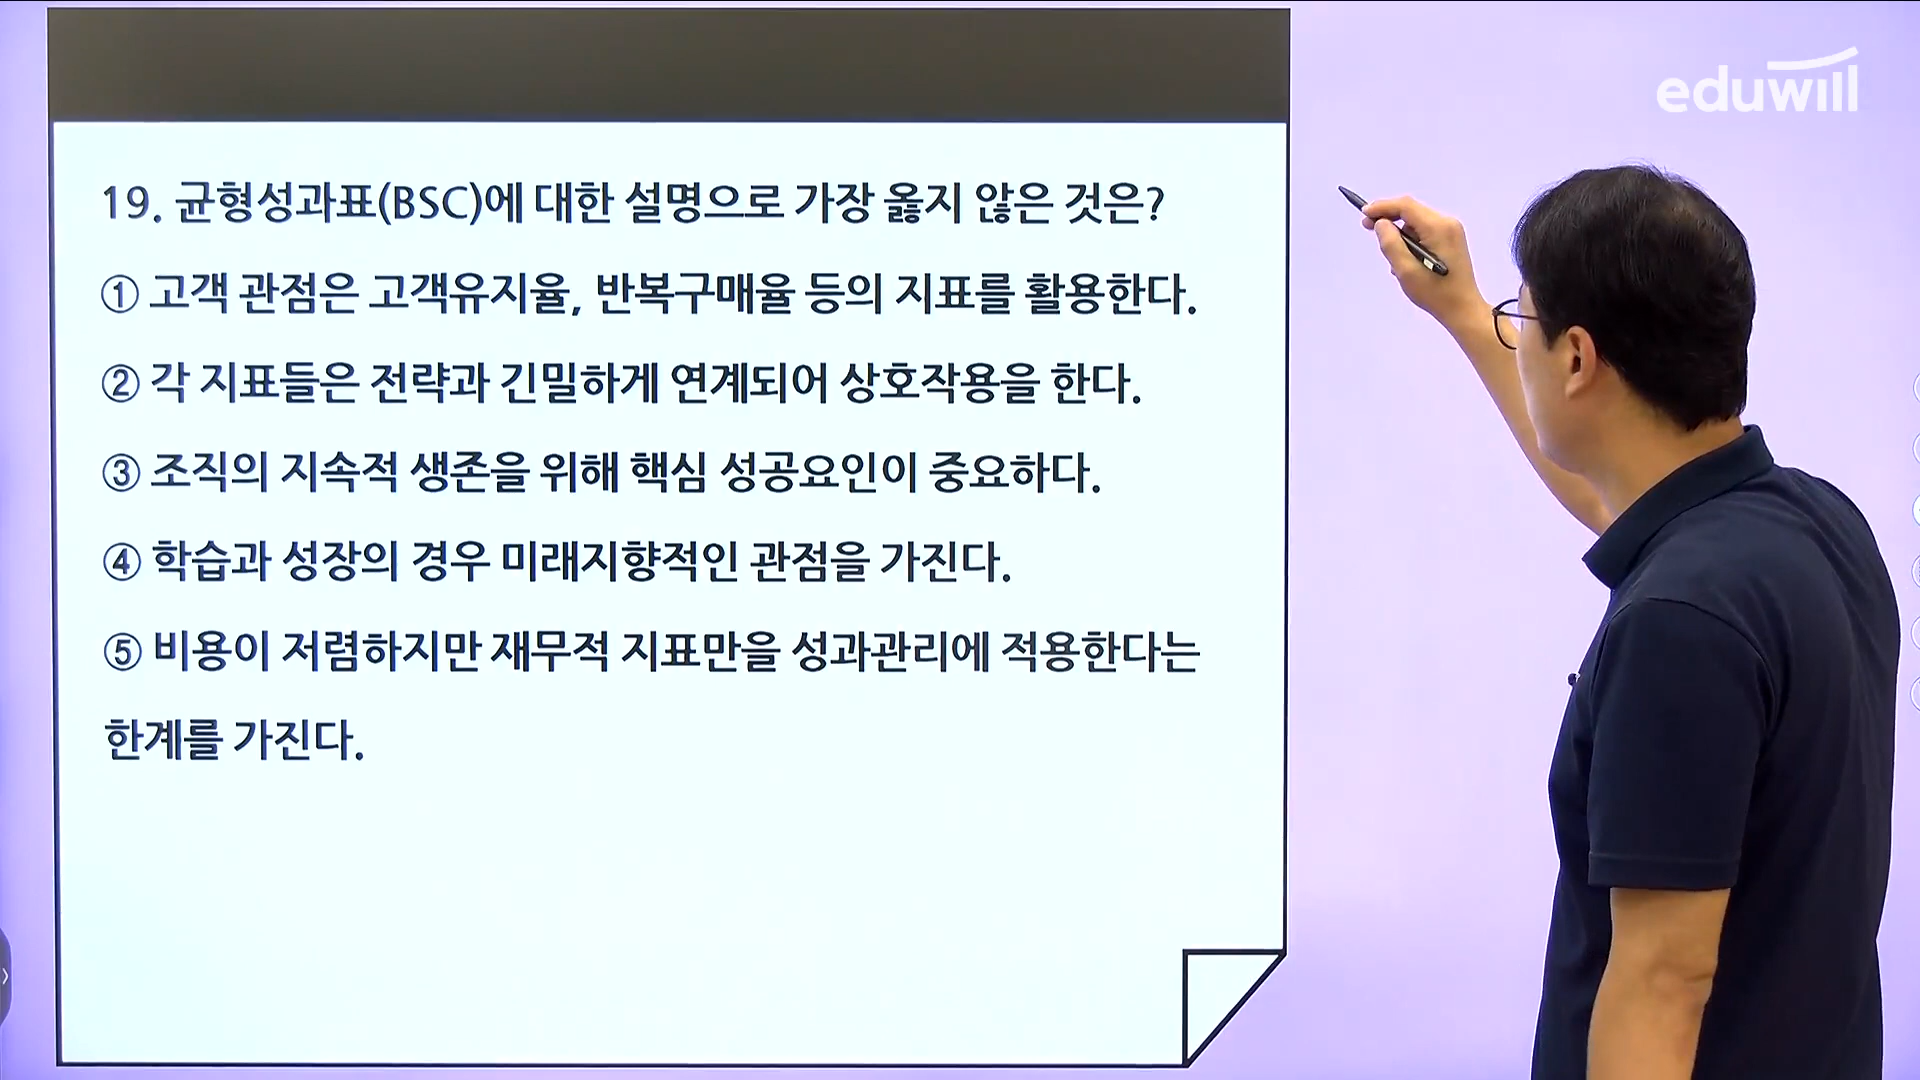 eduwill
19. 균형성과표(BSC)에 대한 설명으로 가장 옳지 않은 것은?
① 고객 관점은 고객유지율, 반복구매율 등의 지표를 활용한다.
② 각 지표들은 전략과 긴밀하게 연계되어 상호작용을 한다.
③ 조직의 지속적 생존을 위해 핵심 성공요인이 중요하다.
④ 학습과 성장의 경우 미래지향적인 관점을 가진다.
⑤ 비용이 저렴하지만 재무적 지표만을 성과관리에 적용한다는
한계를 가진다.